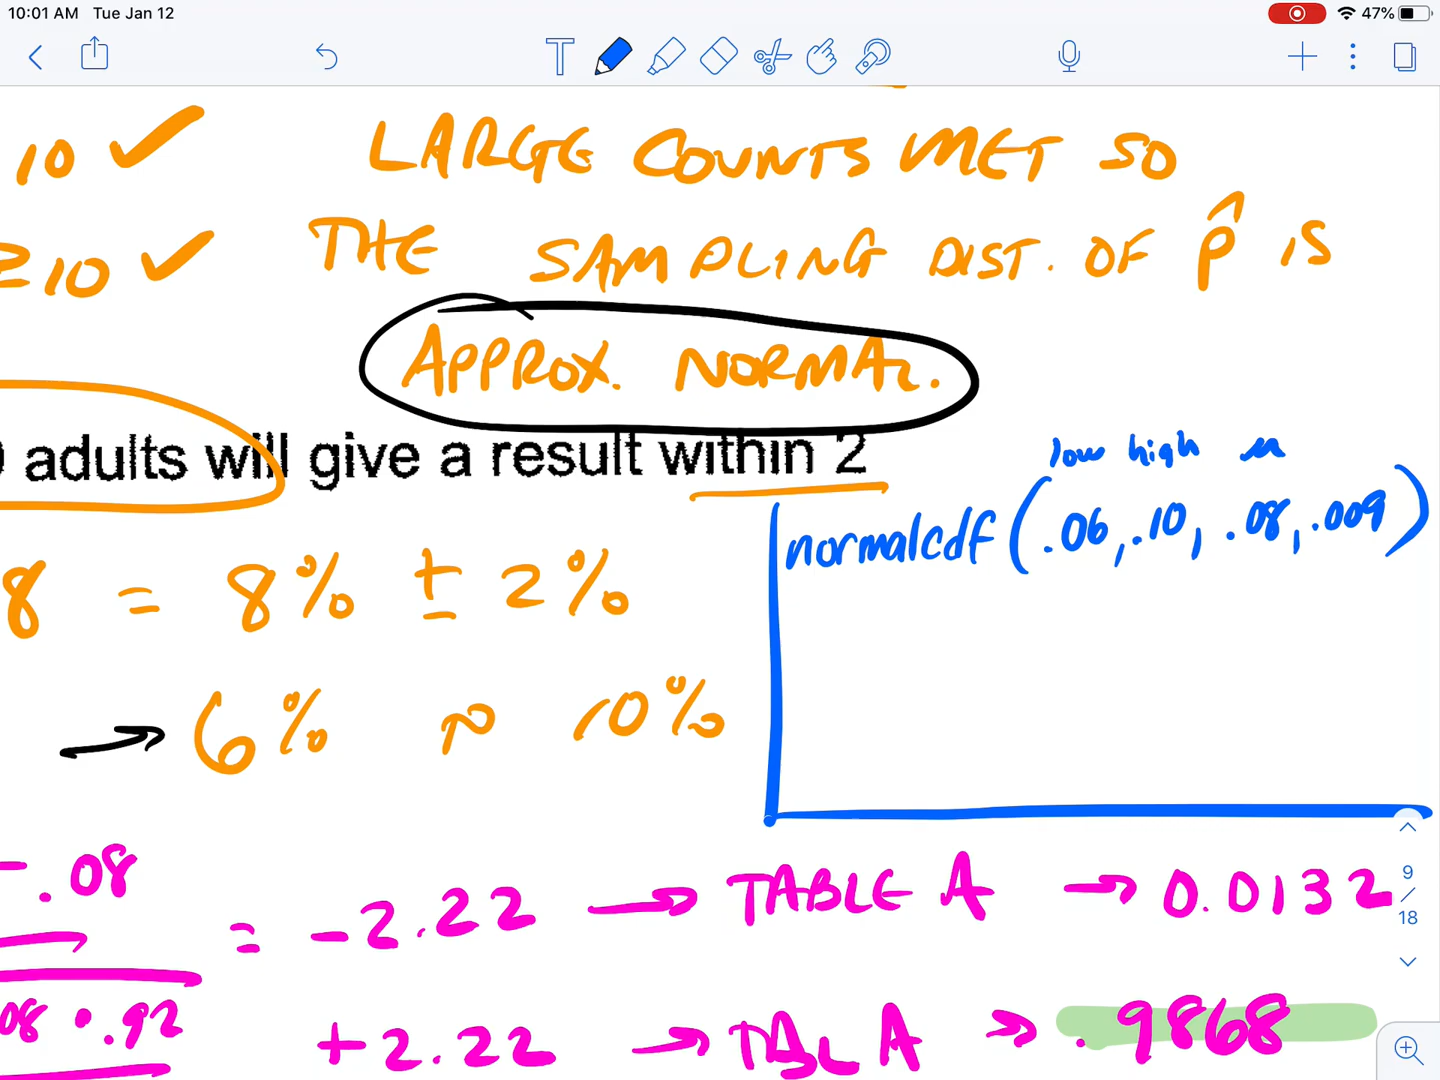 10:01 AM Tue Jan 12
47%
10 ✓ LARGE COUNTS MET SO
≥10 ✓ THE SAMPLING DIST. OF p̂ IS
APPROX. NORMAL.
adults will give a result within 2
low high μ
normalcdf(.06, .10, .08, .009)
8 = 8% ± 2%
→ 6% ~ 10%
-.08
08 • .92
= -2.22 → TABLE A → 0.0132
+2.22 → TABL A → .9868
9
/
18